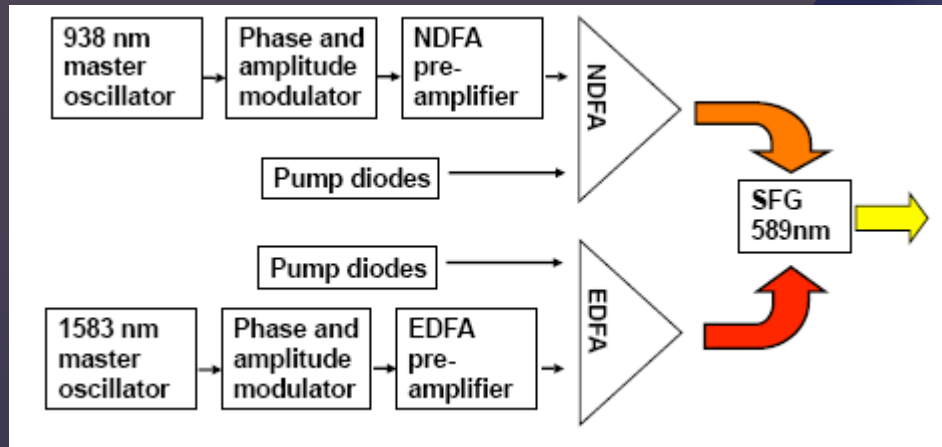 938 nm
master
oscillator
Phase and
amplitude
modulator
NDFA
pre-
amplifier
NDFA
Pump diodes
SFG
589nm
Pump diodes
EDFA
1583 nm
master
oscillator
Phase and
amplitude
modulator
EDFA
pre-
amplifier